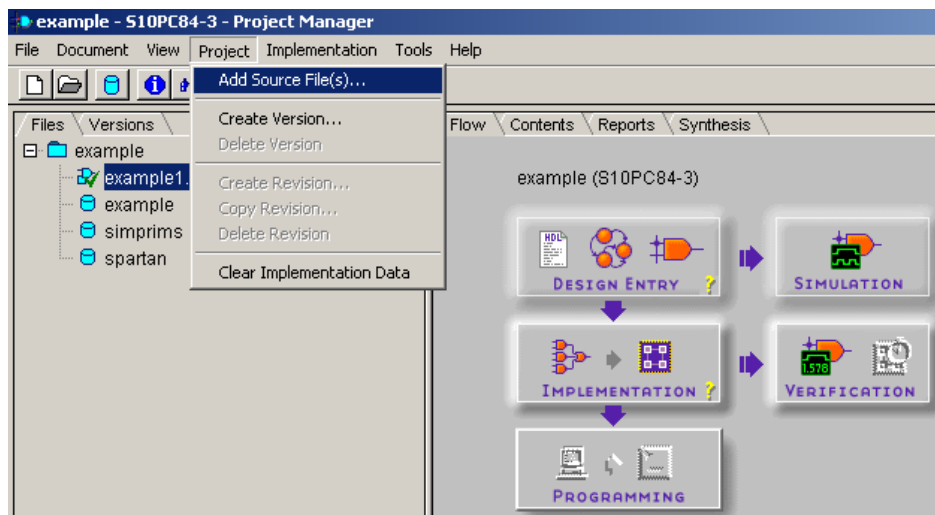 example - S10PC84-3 - Project Manager
File Document View Project Implementation Tools Help
Add Source File(s)...
Create Version...
Delete Version
Create Revision...
Copy Revision...
Delete Revision
Clear Implementation Data
Files Versions
example
example1.
example
simprims
spartan
Flow Contents Reports Synthesis
example (S10PC84-3)
HDL
DESIGN ENTRY ?
SIMULATION
IMPLEMENTATION ?
1.578
VERIFICATION
PROGRAMMING